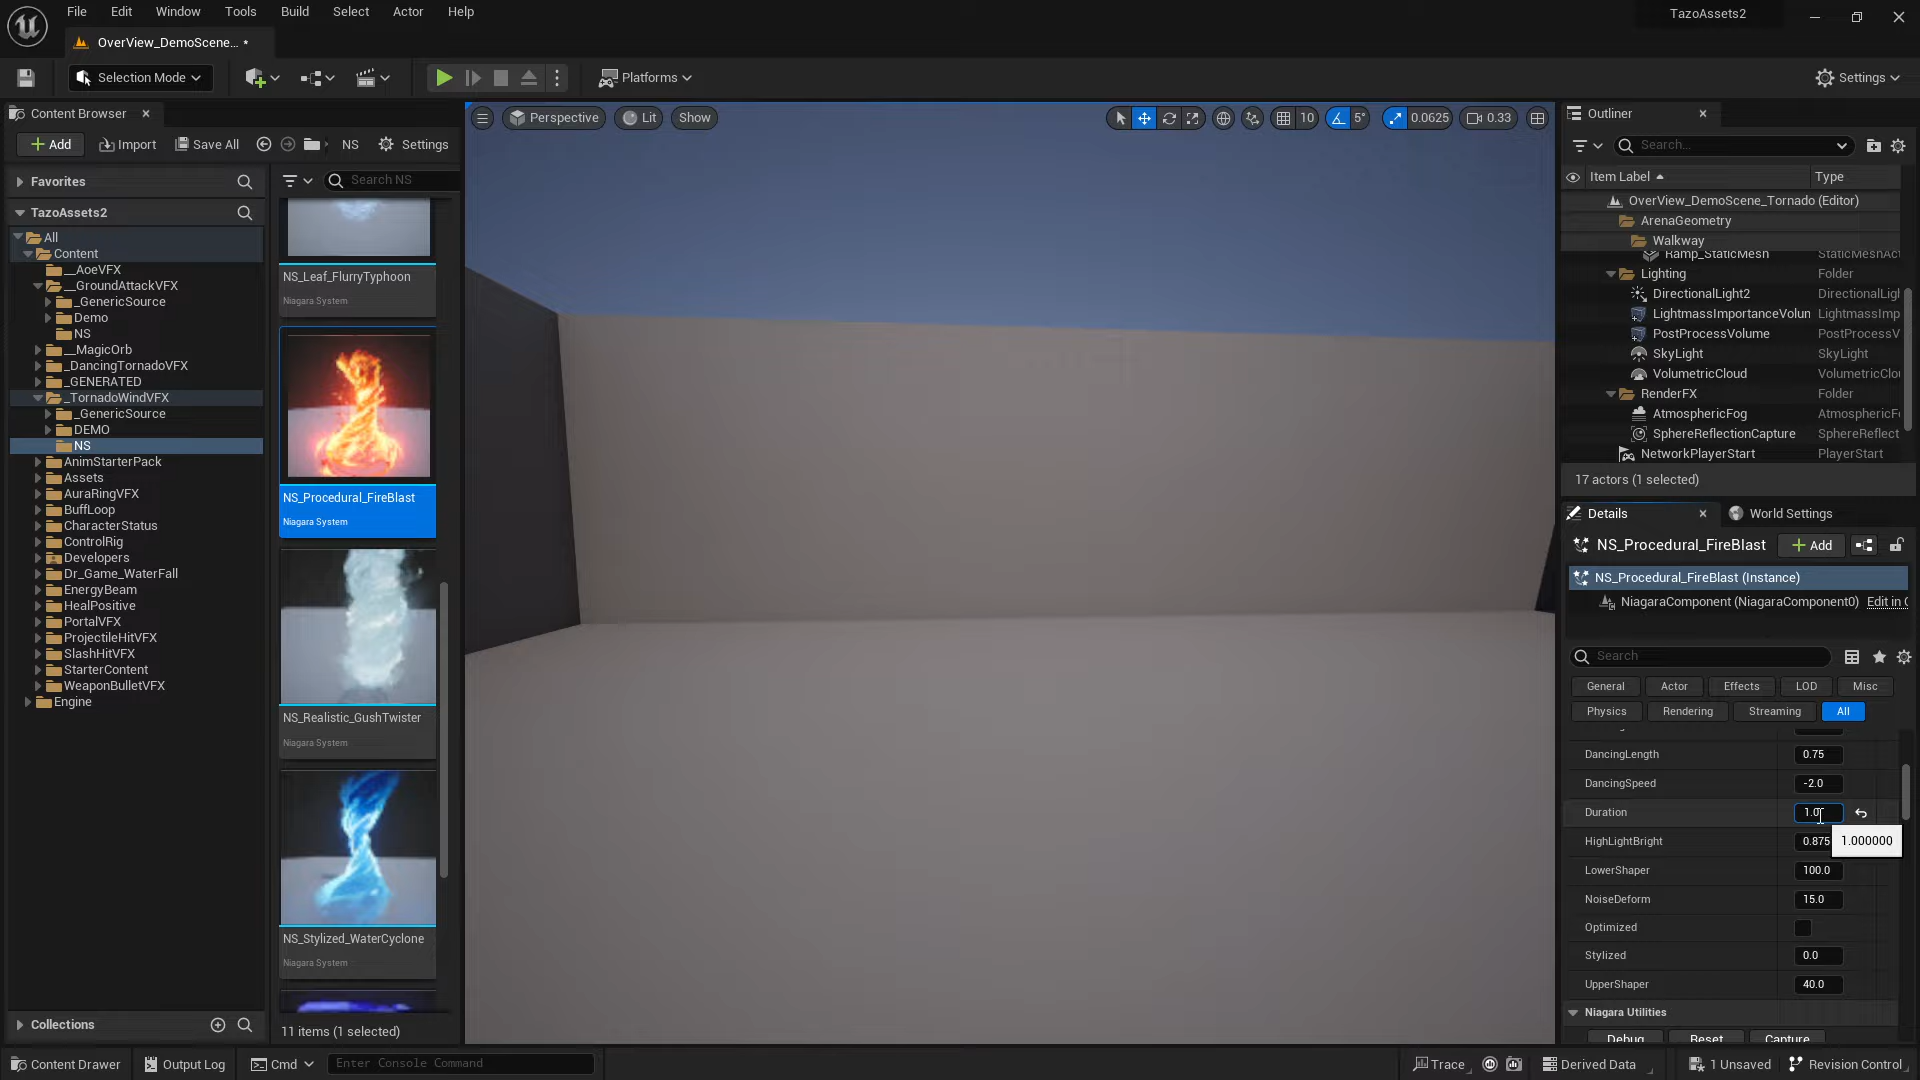 File Edit Window Tools Build Select Actor Help
TazoAssets2
OverView_DemoScene... •
Selection Mode
Platforms
Settings
Content Browser
Add Import Save All NS Settings
Favorites
TazoAssets2
All
Content
__AoeVFX
__GroundAttackVFX
_GenericSource
Demo
NS
__MagicOrb
_DancingTornadoVFX
_GENERATED
_TornadoWindVFX
_GenericSource
DEMO
NS
AnimStarterPack
Assets
AuraRingVFX
BuffLoop
CharacterStatus
ControlRig
Developers
Dr_Game_WaterFall
EnergyBeam
HealPositive
PortalVFX
ProjectileHitVFX
SlashHitVFX
StarterContent
WeaponBulletVFX
Engine
Collections
Search NS
NS_Leaf_FlurryTyphoon
Niagara System
NS_Procedural_FireBlast
Niagara System
NS_Realistic_GushTwister
Niagara System
NS_Stylized_WaterCyclone
Niagara System
11 items (1 selected)
Perspective Lit Show
10 5° 0.0625 0.33
Outliner
Search...
Item Label Type
OverView_DemoScene_Tornado (Editor)
ArenaGeometry
Walkway
Ramp_StaticMesh StaticMeshAct
Lighting Folder
DirectionalLight2 DirectionalLigl
LightmassImportanceVolun LightmassImp
PostProcessVolume PostProcessV
SkyLight SkyLight
VolumetricCloud VolumetricClo
RenderFX Folder
AtmosphericFog AtmosphericF
SphereReflectionCapture SphereReflect
NetworkPlayerStart PlayerStart
17 actors (1 selected)
Details World Settings
NS_Procedural_FireBlast Add
NS_Procedural_FireBlast (Instance)
NiagaraComponent (NiagaraComponent0) Edit in C
Search
General Actor Effects LOD Misc
Physics Rendering Streaming All
DancingLength 0.75
DancingSpeed -2.0
Duration 1.0
HighLightBright 0.875
1.000000
LowerShaper 100.0
NoiseDeform 15.0
Optimized
Stylized 0.0
UpperShaper 40.0
Niagara Utilities
Debug Reset Capture
Content Drawer Output Log Cmd Enter Console Command
Trace Derived Data 1 Unsaved Revision Control